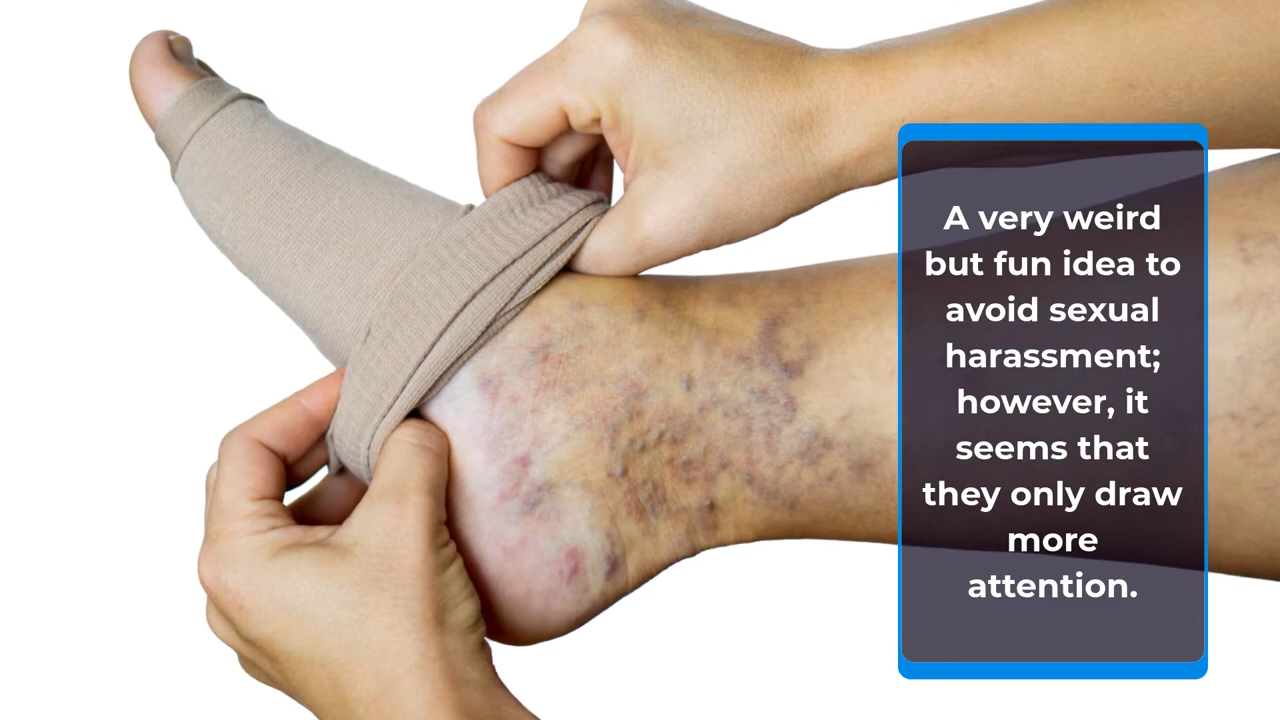 A very weird
but fun idea to
avoid sexual
harassment;
however, it
seems that
they only draw
more
attention.